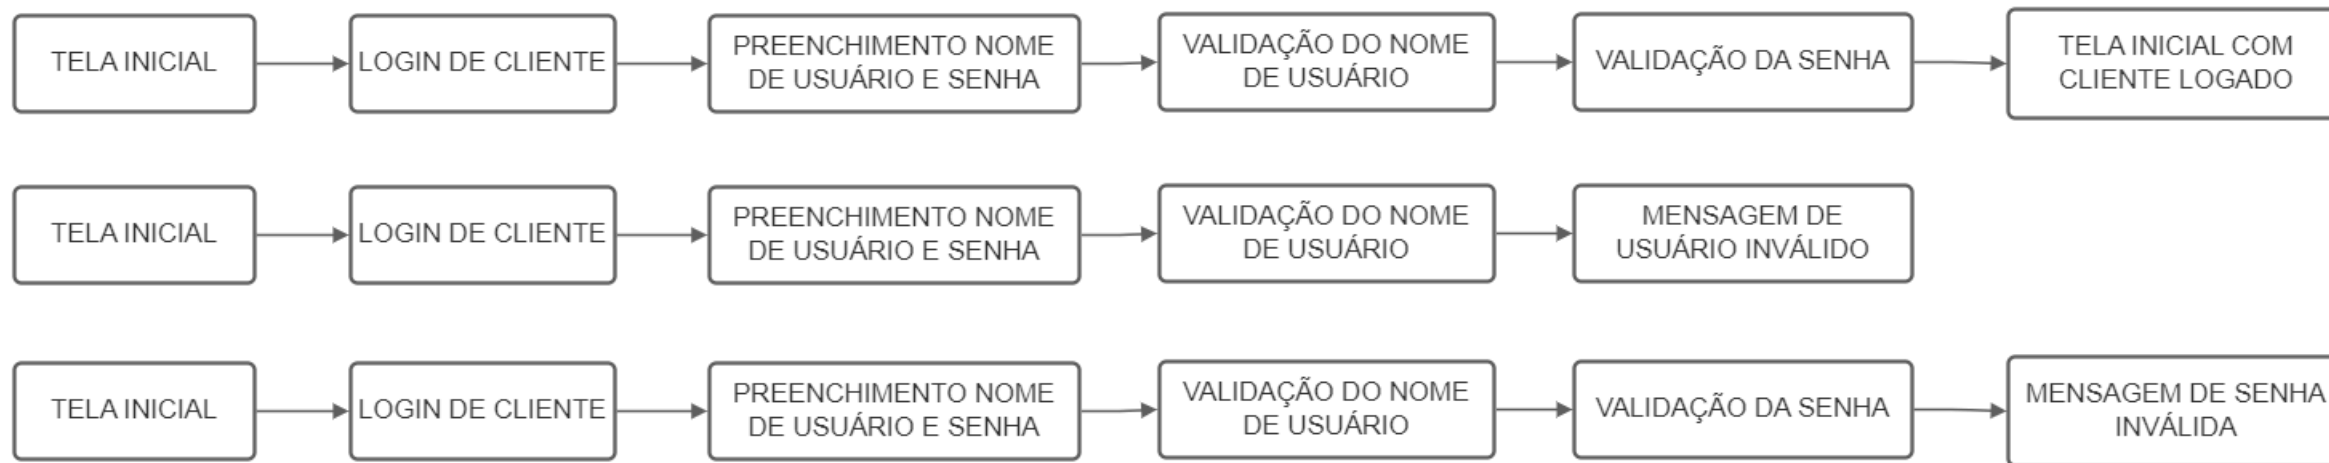 TELA INICIAL
LOGIN DE CLIENTE
PREENCHIMENTO NOME
DE USUÁRIO E SENHA
VALIDAÇÃO DO NOME
DE USUÁRIO
VALIDAÇÃO DA SENHA
TELA INICIAL COM
CLIENTE LOGADO
TELA INICIAL
LOGIN DE CLIENTE
PREENCHIMENTO NOME
DE USUÁRIO E SENHA
VALIDAÇÃO DO NOME
DE USUÁRIO
MENSAGEM DE
USUÁRIO INVÁLIDO
TELA INICIAL
LOGIN DE CLIENTE
PREENCHIMENTO NOME
DE USUÁRIO E SENHA
VALIDAÇÃO DO NOME
DE USUÁRIO
VALIDAÇÃO DA SENHA
MENSAGEM DE SENHA
INVÁLIDA